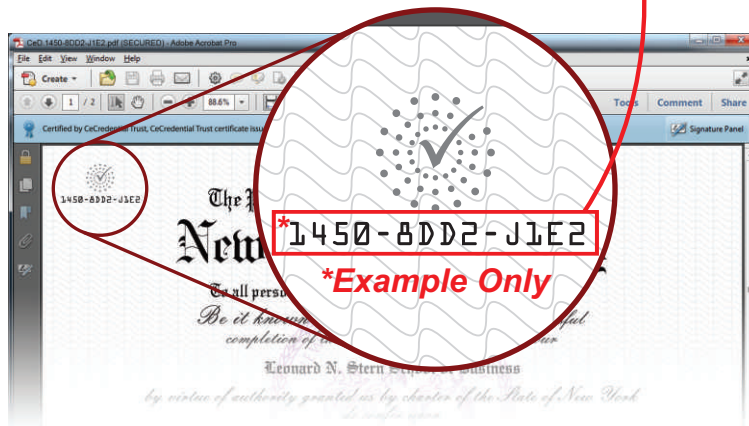 CeD 1450-8DD2-J1E2.pdf (SECURED) - Adobe Acrobat Pro
File Edit View Window Help
Create
1 / 2 88.6% Tools Comment Share
Certified by CeCredential Trust, CeCredential Trust certificate issu Signature Panel
1450-8DD2-J1E2
The
New
*1450-8DD2-J1E2
*Example Only
To all perso
Be it known ful
completion of our
Leonard N. Stern School of Business
by virtue of authority granted us by charter of the State of New York